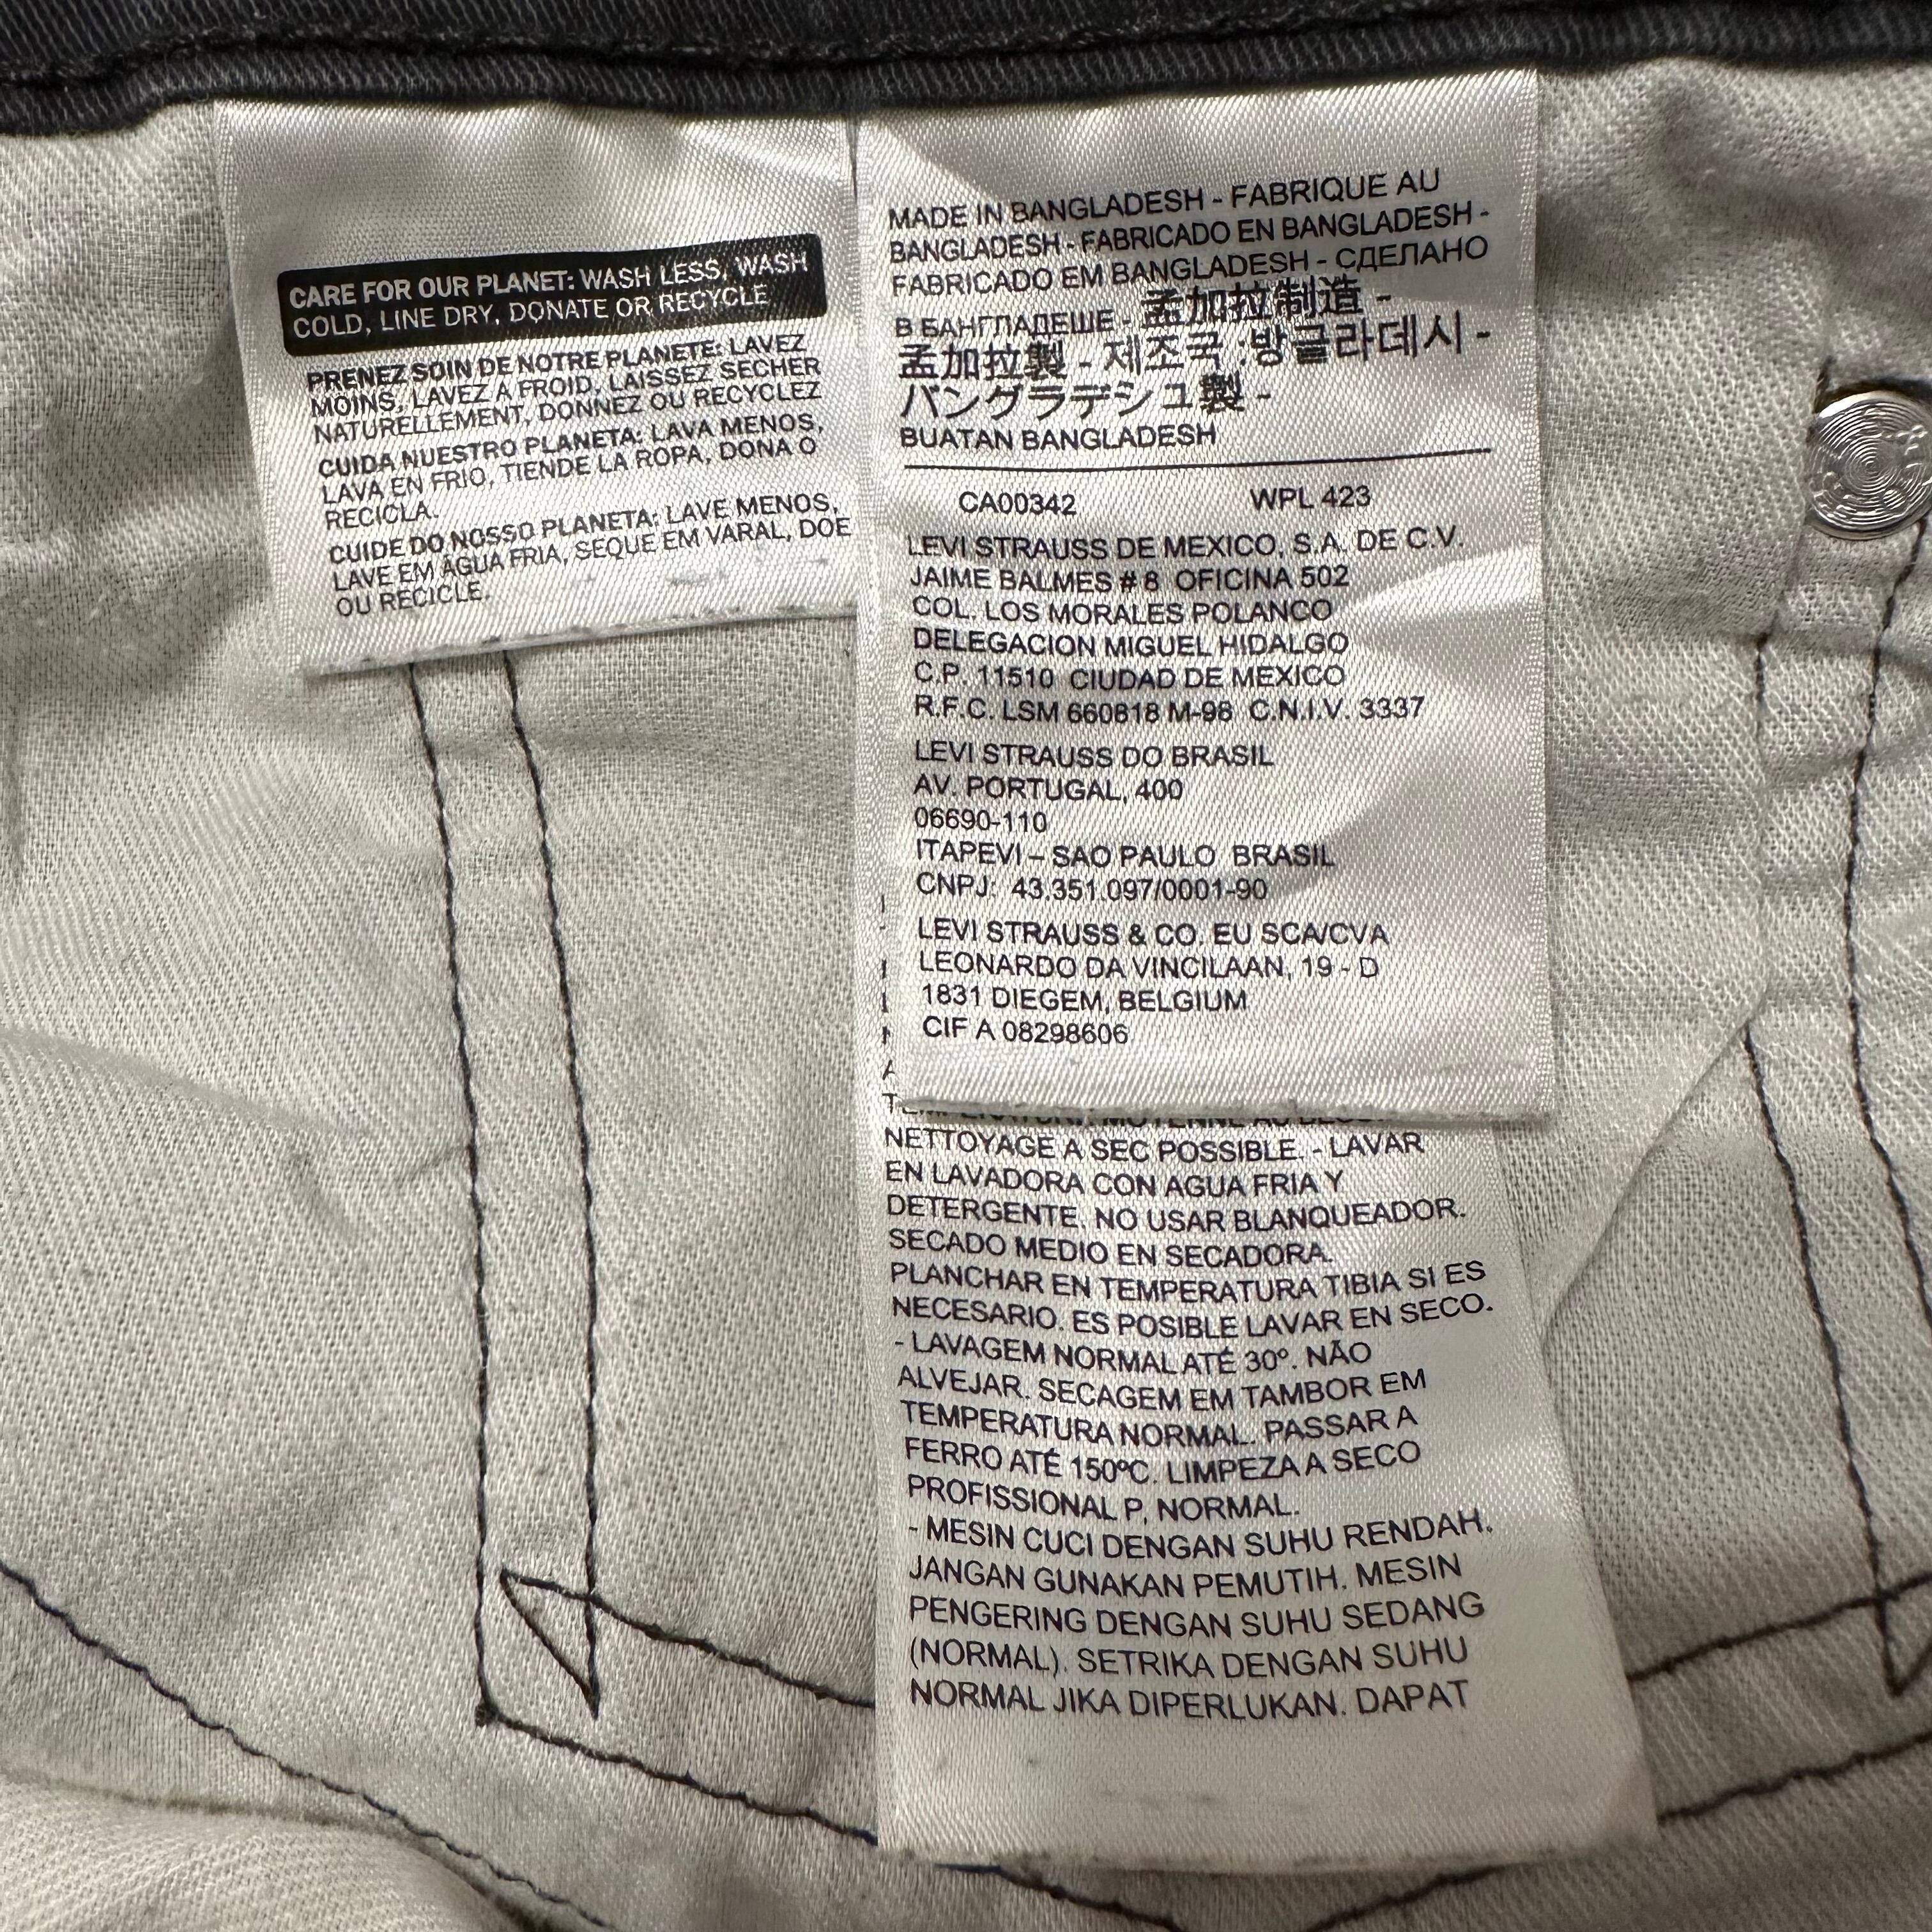 CARE FOR OUR PLANET: WASH LESS, WASH
COLD, LINE DRY, DONATE OR RECYCLE
PRENEZ SOIN DE NOTRE PLANETE: LAVEZ
MOINS, LAVEZ A FROID, LAISSEZ SECHER
NATURELLEMENT, DONNEZ OU RECYCLEZ
CUIDA NUESTRO PLANETA: LAVA MENOS,
LAVA EN FRIO, TIENDE LA ROPA, DONA O
RECICLA.
CUIDE DO NOSSO PLANETA: LAVE MENOS,
LAVE EM ÁGUA FRIA, SEQUE EM VARAL, DOE
OU RECICLE.
MADE IN BANGLADESH - FABRIQUE AU
BANGLADESH - FABRICADO EN BANGLADESH -
FABRICADO EM BANGLADESH - СДЕЛАНО
В БАНГЛАДЕШЕ - 孟加拉制造 -
孟加拉製 - 제조국 :방글라데시 -
バングラデシュ製 -
BUATAN BANGLADESH
CA00342 WPL 423
LEVI STRAUSS DE MEXICO, S.A. DE C.V.
JAIME BALMES # 8 OFICINA 502
COL. LOS MORALES POLANCO
DELEGACION MIGUEL HIDALGO
C.P. 11510 CIUDAD DE MEXICO
R.F.C. LSM 660818 M-98 C.N.I.V. 3337
LEVI STRAUSS DO BRASIL
AV. PORTUGAL, 400
06690-110
ITAPEVI – SAO PAULO BRASIL
CNPJ: 43.351.097/0001-90
LEVI STRAUSS & CO. EU SCA/CVA
LEONARDO DA VINCILAAN, 19 - D
1831 DIEGEM, BELGIUM
CIF A 08298606
NETTOYAGE A SEC POSSIBLE. - LAVAR
EN LAVADORA CON AGUA FRIA Y
DETERGENTE. NO USAR BLANQUEADOR.
SECADO MEDIO EN SECADORA.
PLANCHAR EN TEMPERATURA TIBIA SI ES
NECESARIO. ES POSIBLE LAVAR EN SECO.
- LAVAGEM NORMAL ATÉ 30º. NÃO
ALVEJAR. SECAGEM EM TAMBOR EM
TEMPERATURA NORMAL. PASSAR A
FERRO ATÉ 150ºC. LIMPEZA A SECO
PROFISSIONAL P, NORMAL.
- MESIN CUCI DENGAN SUHU RENDAH.
JANGAN GUNAKAN PEMUTIH. MESIN
PENGERING DENGAN SUHU SEDANG
(NORMAL). SETRIKA DENGAN SUHU
NORMAL JIKA DIPERLUKAN. DAPAT